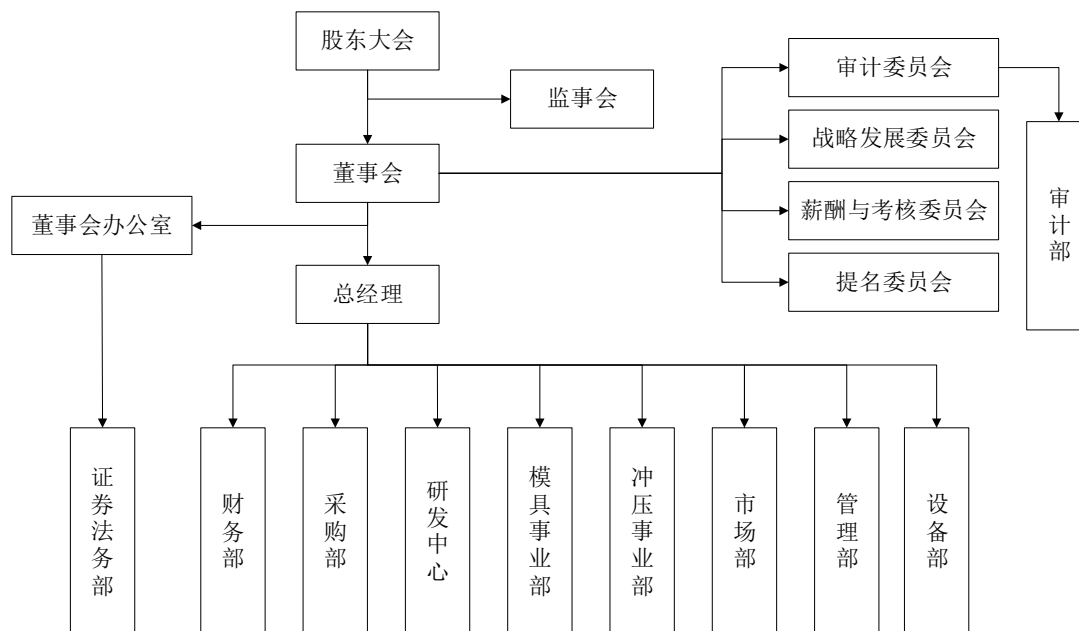 股东大会
监事会
董事会
董事会办公室
总经理
审计委员会
战略发展委员会
薪酬与考核委员会
提名委员会
审计部
证券法务部
财务部
采购部
研发中心
模具事业部
冲压事业部
市场部
管理部
设备部